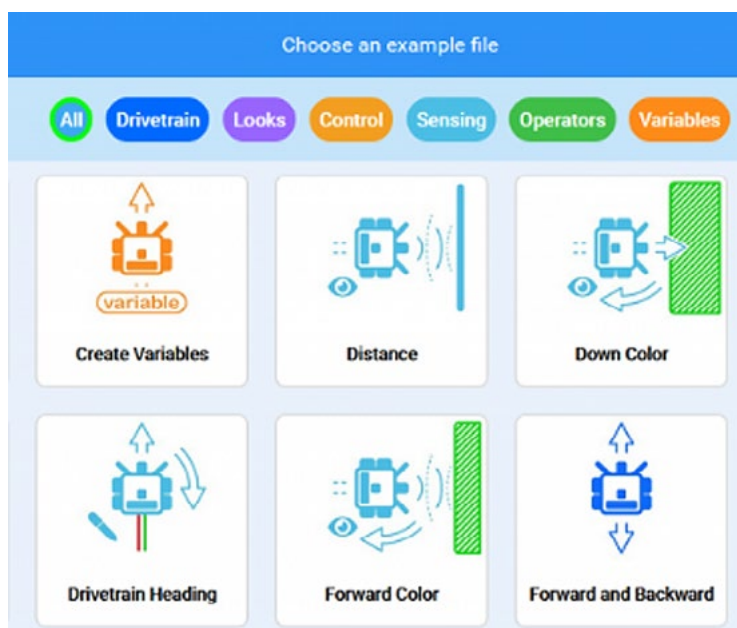 Choose an example file
All Drivetrain Looks Control Sensing Operators Variables
variable
Create Variables
Distance
Down Color
Drivetrain Heading
Forward Color
Forward and Backward